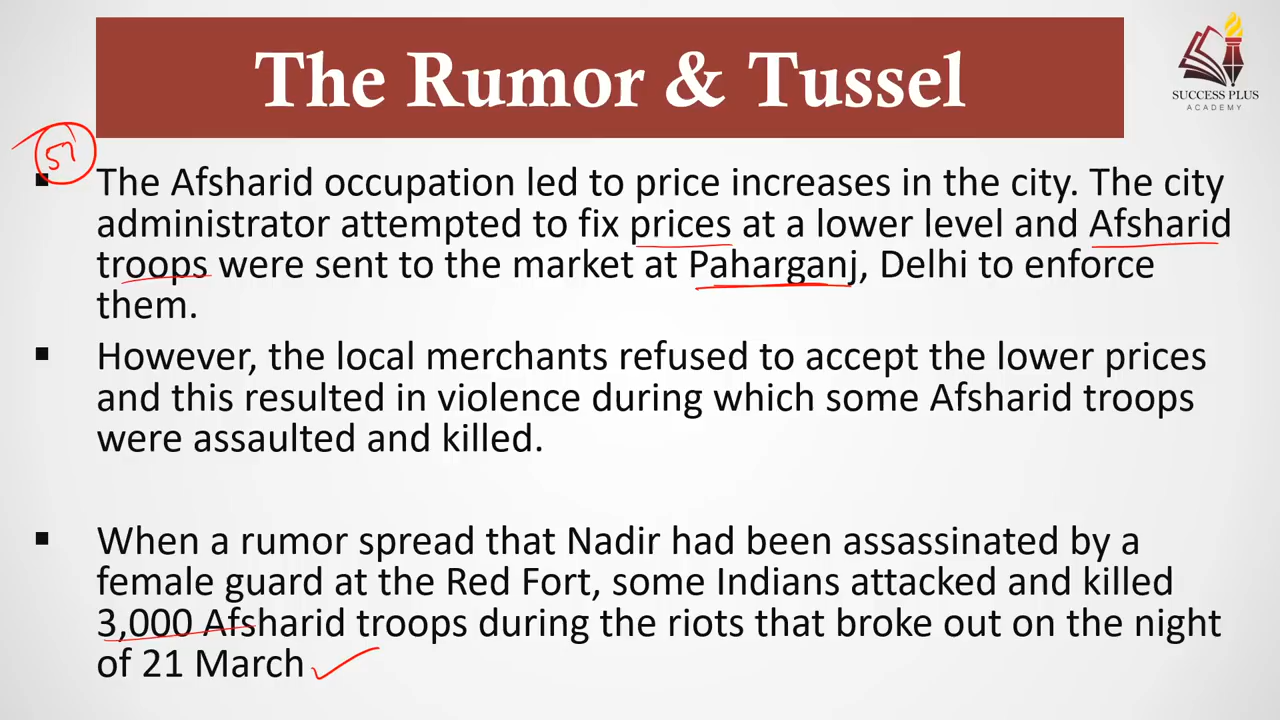 The Rumor & Tussel
SUCCESS PLUS
ACADEMY
57
▪ The Afsharid occupation led to price increases in the city. The city
administrator attempted to fix prices at a lower level and Afsharid
troops were sent to the market at Paharganj, Delhi to enforce
them.
▪ However, the local merchants refused to accept the lower prices
and this resulted in violence during which some Afsharid troops
were assaulted and killed.
▪ When a rumor spread that Nadir had been assassinated by a
female guard at the Red Fort, some Indians attacked and killed
3,000 Afsharid troops during the riots that broke out on the night
of 21 March